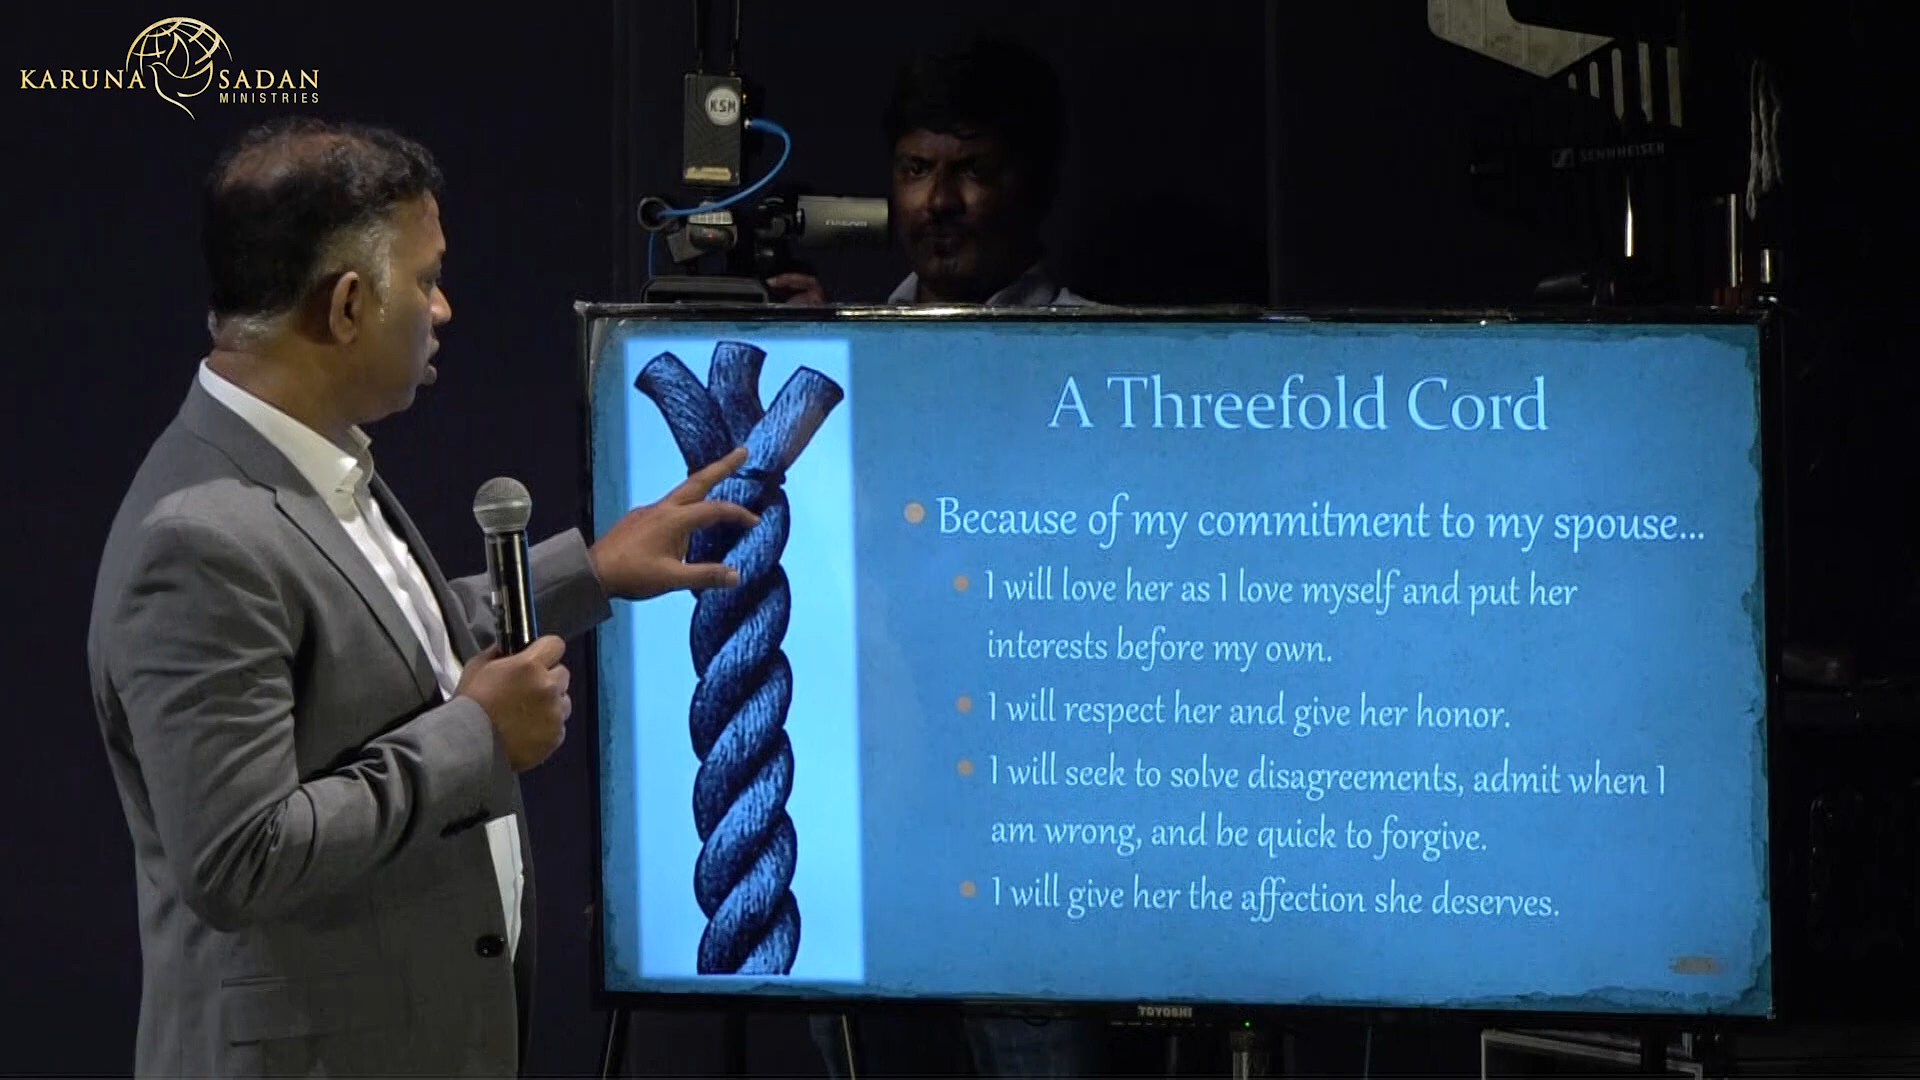 KARUNA SADAN
MINISTRIES
KSM
SENNHEISER
A Threefold Cord
Because of my commitment to my spouse...
I will love her as I love myself and put her
interests before my own.
I will respect her and give her honor.
I will seek to solve disagreements, admit when I
am wrong, and be quick to forgive.
I will give her the affection she deserves.
TOYOSHI